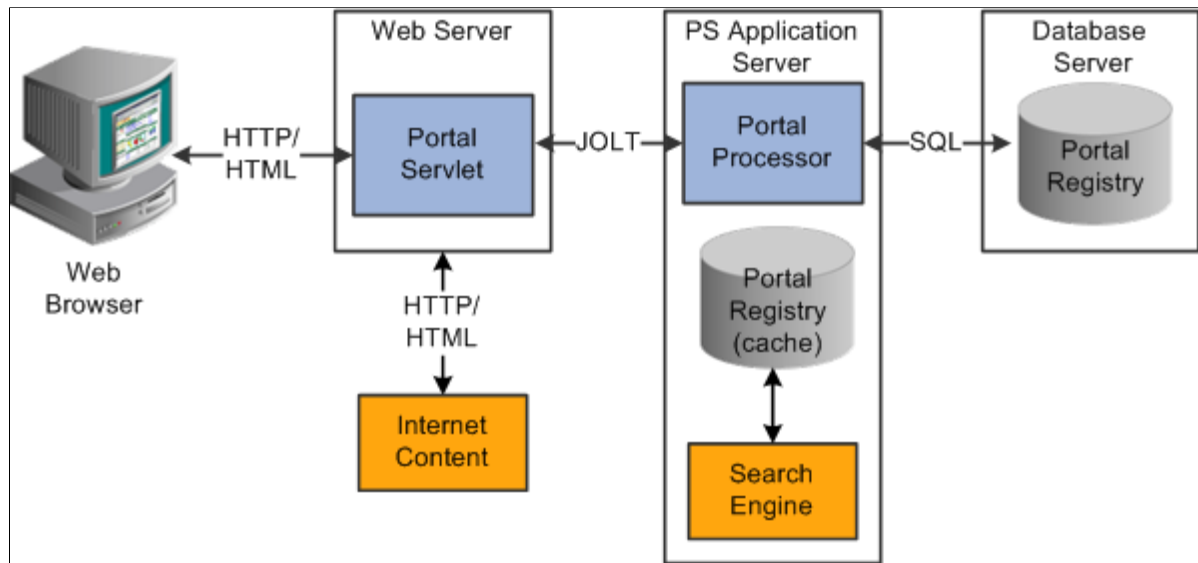 Web Server
PS Application
Server
Database
Server
HTTP/
HTML
Portal
Servlet
JOLT
Portal
Processor
SQL
Portal
Registry
Web
Browser
HTTP/
HTML
Portal
Registry
(cache)
Internet
Content
Search
Engine